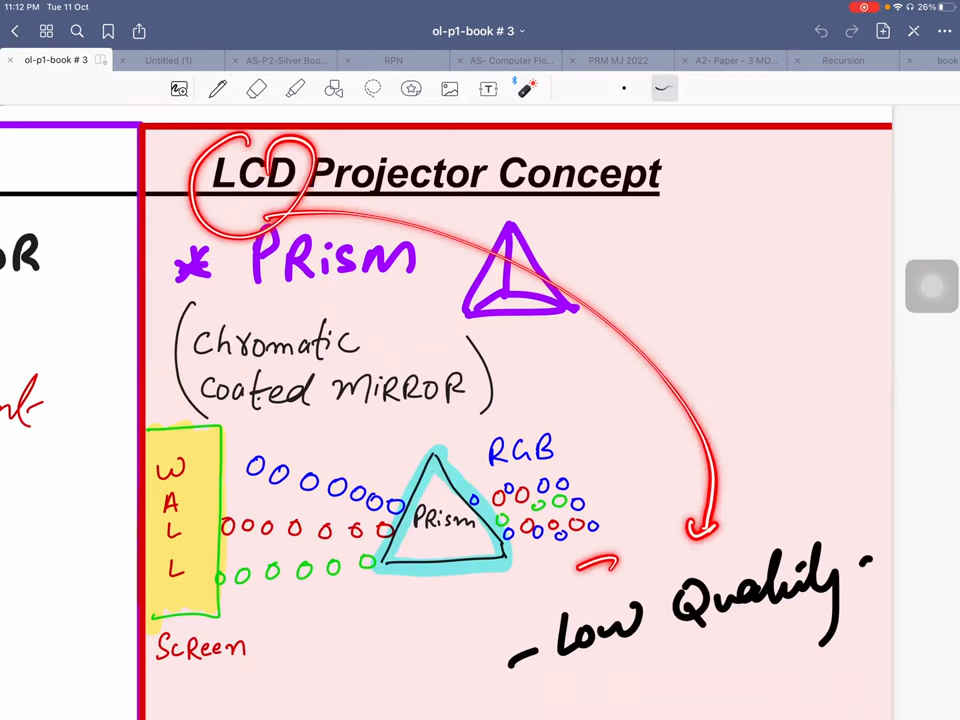 11:12 PM Tue 11 Oct
26%
ol-p1-book # 3
ol-p1-book # 3
Untitled (1)
AS-P2-Silver Boo...
RPN
AS- Computer Flo...
PRM MJ 2022
A2- Paper - 3 MO...
Recursion
book
LCD Projector Concept
OR
* PRism
(chromatic
coated MIRROR)
RGB
WALL
PRism
- Low Quality.
ScReen